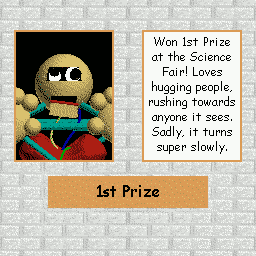 Won 1st Prize
at the Science
Fair! Loves
hugging people,
rushing towards
anyone it sees.
Sadly, it turns
super slowly.
1st Prize